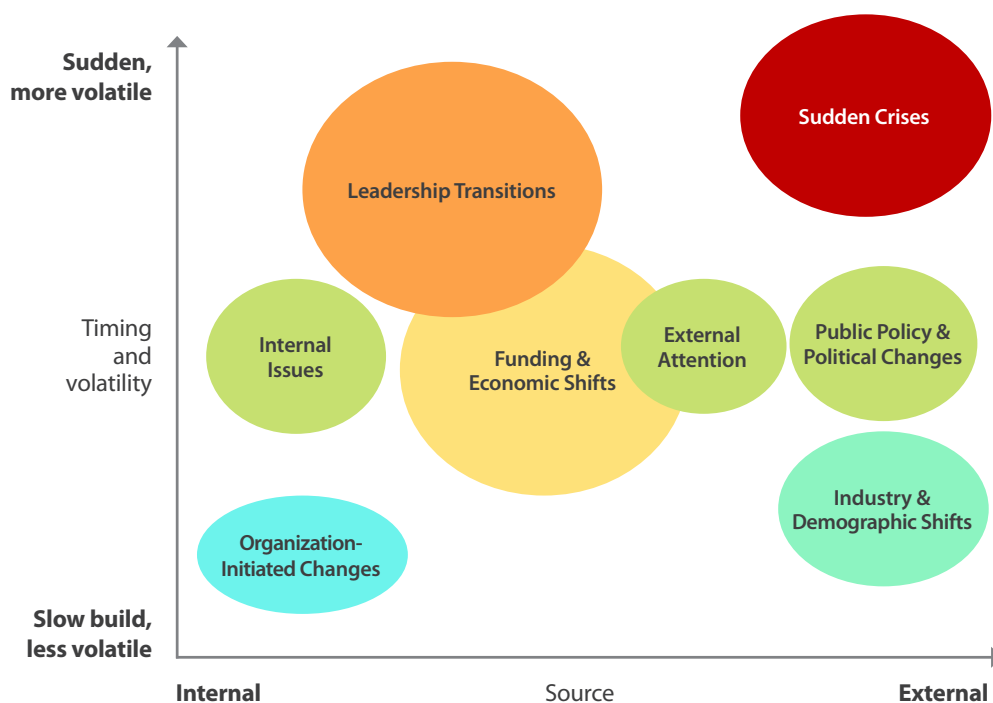 Sudden,
more volatile
Sudden Crises
Leadership Transitions
Timing
and
volatility
Internal
Issues
Funding &
Economic Shifts
External
Attention
Public Policy &
Political Changes
Industry &
Demographic Shifts
Organization-
Initiated Changes
Slow build,
less volatile
Internal
Source
External